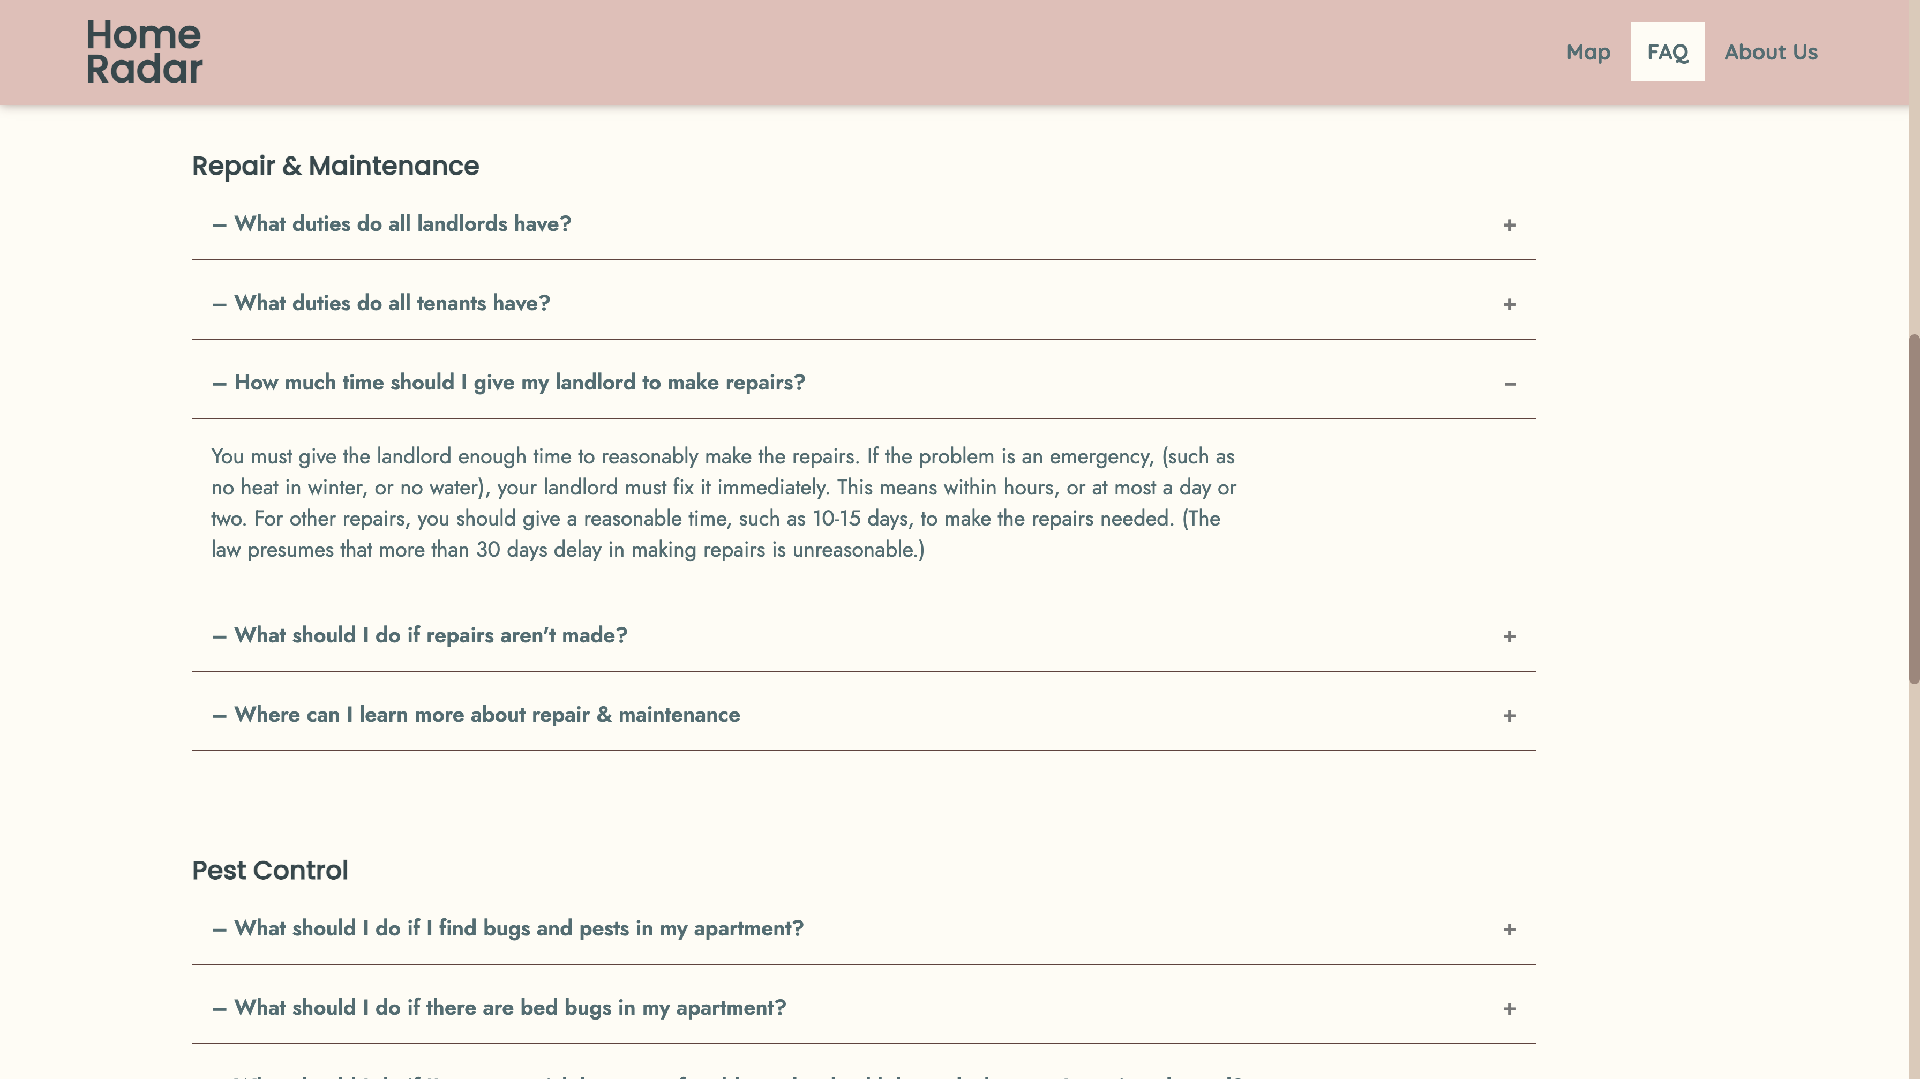 Home
Radar
Map
FAQ
About Us
Repair & Maintenance
– What duties do all landlords have? +
– What duties do all tenants have? +
– How much time should I give my landlord to make repairs? –
You must give the landlord enough time to reasonably make the repairs. If the problem is an emergency, (such as
no heat in winter, or no water), your landlord must fix it immediately. This means within hours, or at most a day or
two. For other repairs, you should give a reasonable time, such as 10-15 days, to make the repairs needed. (The
law presumes that more than 30 days delay in making repairs is unreasonable.)
– What should I do if repairs aren't made? +
– Where can I learn more about repair & maintenance +
Pest Control
– What should I do if I find bugs and pests in my apartment? +
– What should I do if there are bed bugs in my apartment? +